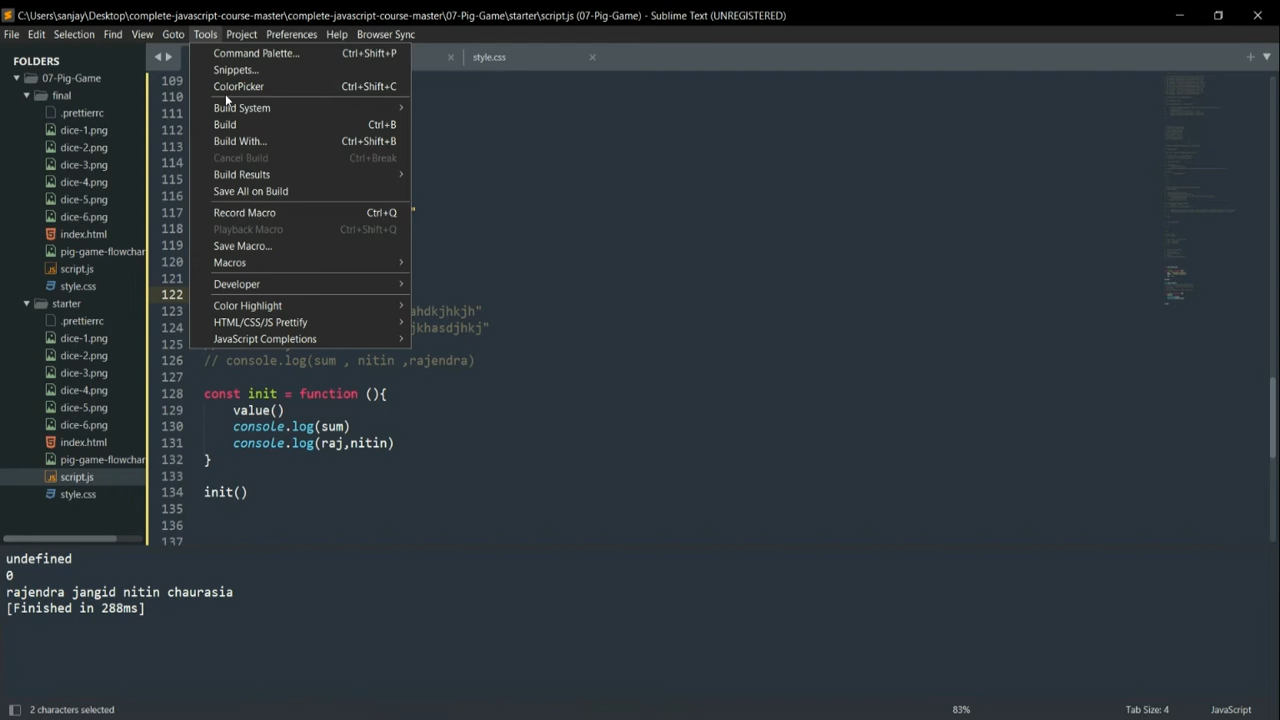 C:\Users\sanjay\Desktop\complete-javascript-course-master\complete-javascript-course-master\07-Pig-Game\starter\script.js (07-Pig-Game) - Sublime Text (UNREGISTERED)
File Edit Selection Find View Goto Tools Project Preferences Help Browser Sync
FOLDERS
07-Pig-Game
final
.prettierrc
dice-1.png
dice-2.png
dice-3.png
dice-4.png
dice-5.png
dice-6.png
index.html
pig-game-flowchar
script.js
style.css
starter
.prettierrc
dice-1.png
dice-2.png
dice-3.png
dice-4.png
dice-5.png
dice-6.png
index.html
pig-game-flowchar
script.js
style.css
style.css
Command Palette... Ctrl+Shift+P
Snippets...
ColorPicker Ctrl+Shift+C
Build System
Build Ctrl+B
Build With... Ctrl+Shift+B
Cancel Build Ctrl+Break
Build Results
Save All on Build
Record Macro Ctrl+Q
Playback Macro Ctrl+Shift+Q
Save Macro...
Macros
Developer
Color Highlight
HTML/CSS/JS Prettify
JavaScript Completions
109
110
111
112
113
114
115
116
117 "
118
119
120
121
122
123 ahdkjhkjh"
124 jkhasdjhkj"
125
126 // console.log(sum , nitin ,rajendra)
127
128 const init = function (){
129 value()
130 console.log(sum)
131 console.log(raj,nitin)
132 }
133
134 init()
135
136
137
undefined
0
rajendra jangid nitin chaurasia
[Finished in 288ms]
2 characters selected 83% Tab Size: 4 JavaScript